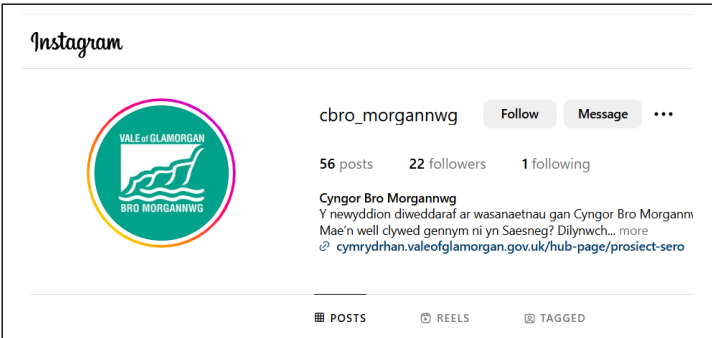 Instagram
VALE of GLAMORGAN
BRO MORGANNWG
cbro_morgannwg Follow Message
56 posts 22 followers 1 following
Cyngor Bro Morgannwg
Y newyddion diweddaraf ar wasanaetnau gan Cyngor Bro Morgannw
Mae'n well clywed gennym ni yn Saesneg? Dilynwch... more
cymrydrhan.valeofglamorgan.gov.uk/hub-page/prosiect-sero
POSTS REELS TAGGED